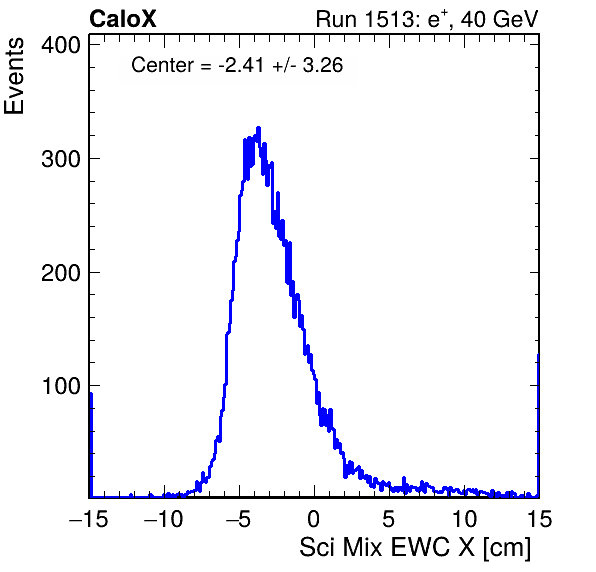 CaloX Run 1513: e⁺, 40 GeV
Events
400
Center = -2.41 +/- 3.26
300
200
100
−15 −10 −5 0 5 10 15
Sci Mix EWC X [cm]